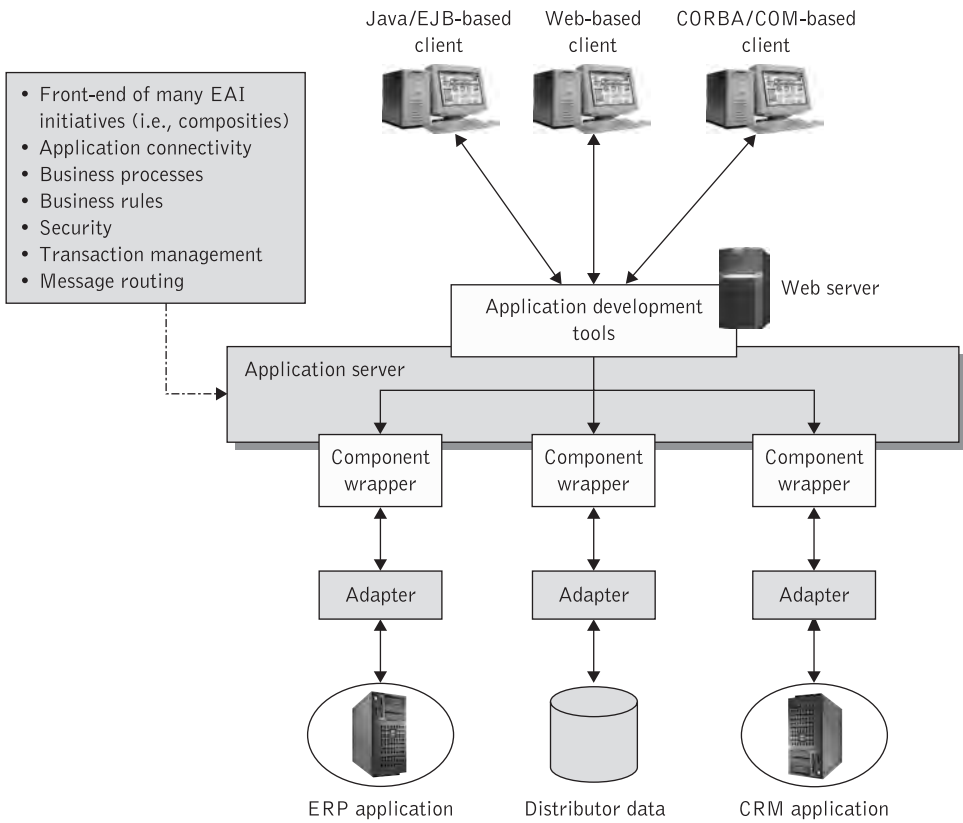 Java/EJB-based
client
Web-based
client
CORBA/COM-based
client
• Front-end of many EAI
initiatives (i.e., composities)
• Application connectivity
• Business processes
• Business rules
• Security
• Transaction management
• Message routing
Web server
Application development
tools
Application server
Component
wrapper
Component
wrapper
Component
wrapper
Adapter
Adapter
Adapter
ERP application
Distributor data
CRM application